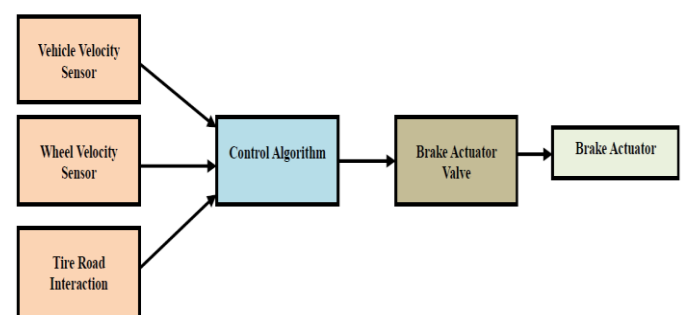 Vehicle Velocity
Sensor
Wheel Velocity
Sensor
Tire Road
Interaction
Control Algorithm
Brake Actuator
Valve
Brake Actuator